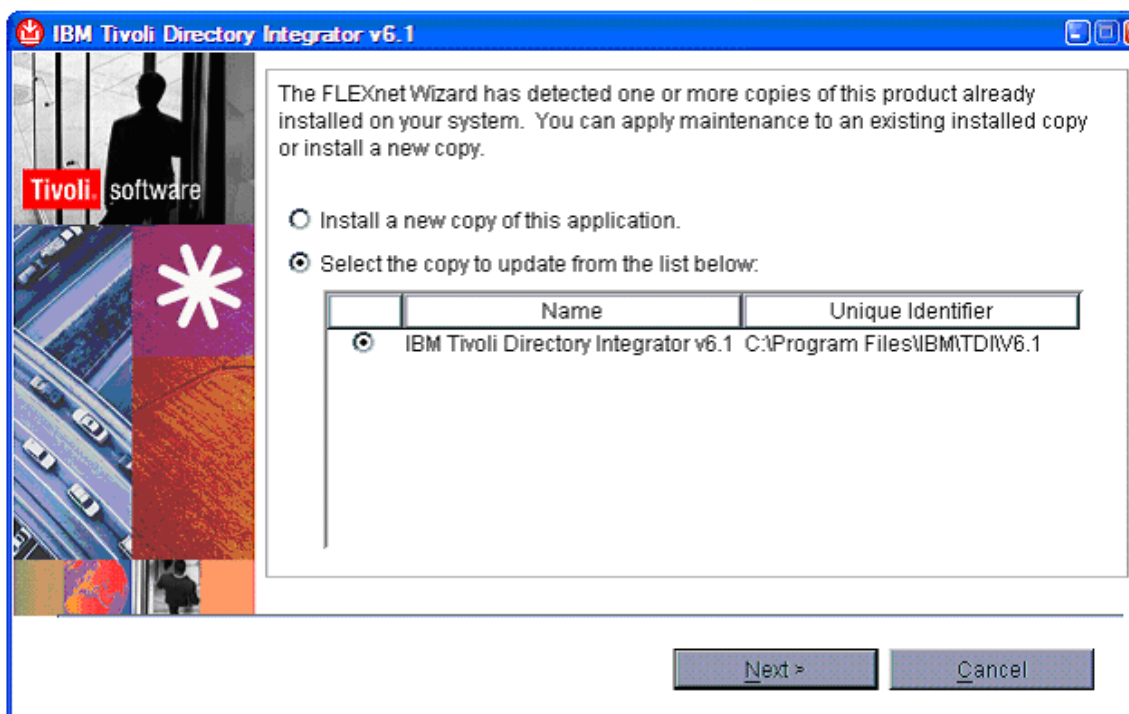 IBM Tivoli Directory Integrator v6.1
The FLEXnet Wizard has detected one or more copies of this product already
installed on your system. You can apply maintenance to an existing installed copy
or install a new copy.
Tivoli. software
Install a new copy of this application.
Select the copy to update from the list below:
Name Unique Identifier
IBM Tivoli Directory Integrator v6.1 C:\Program Files\IBM\TDI\V6.1
Next > Cancel